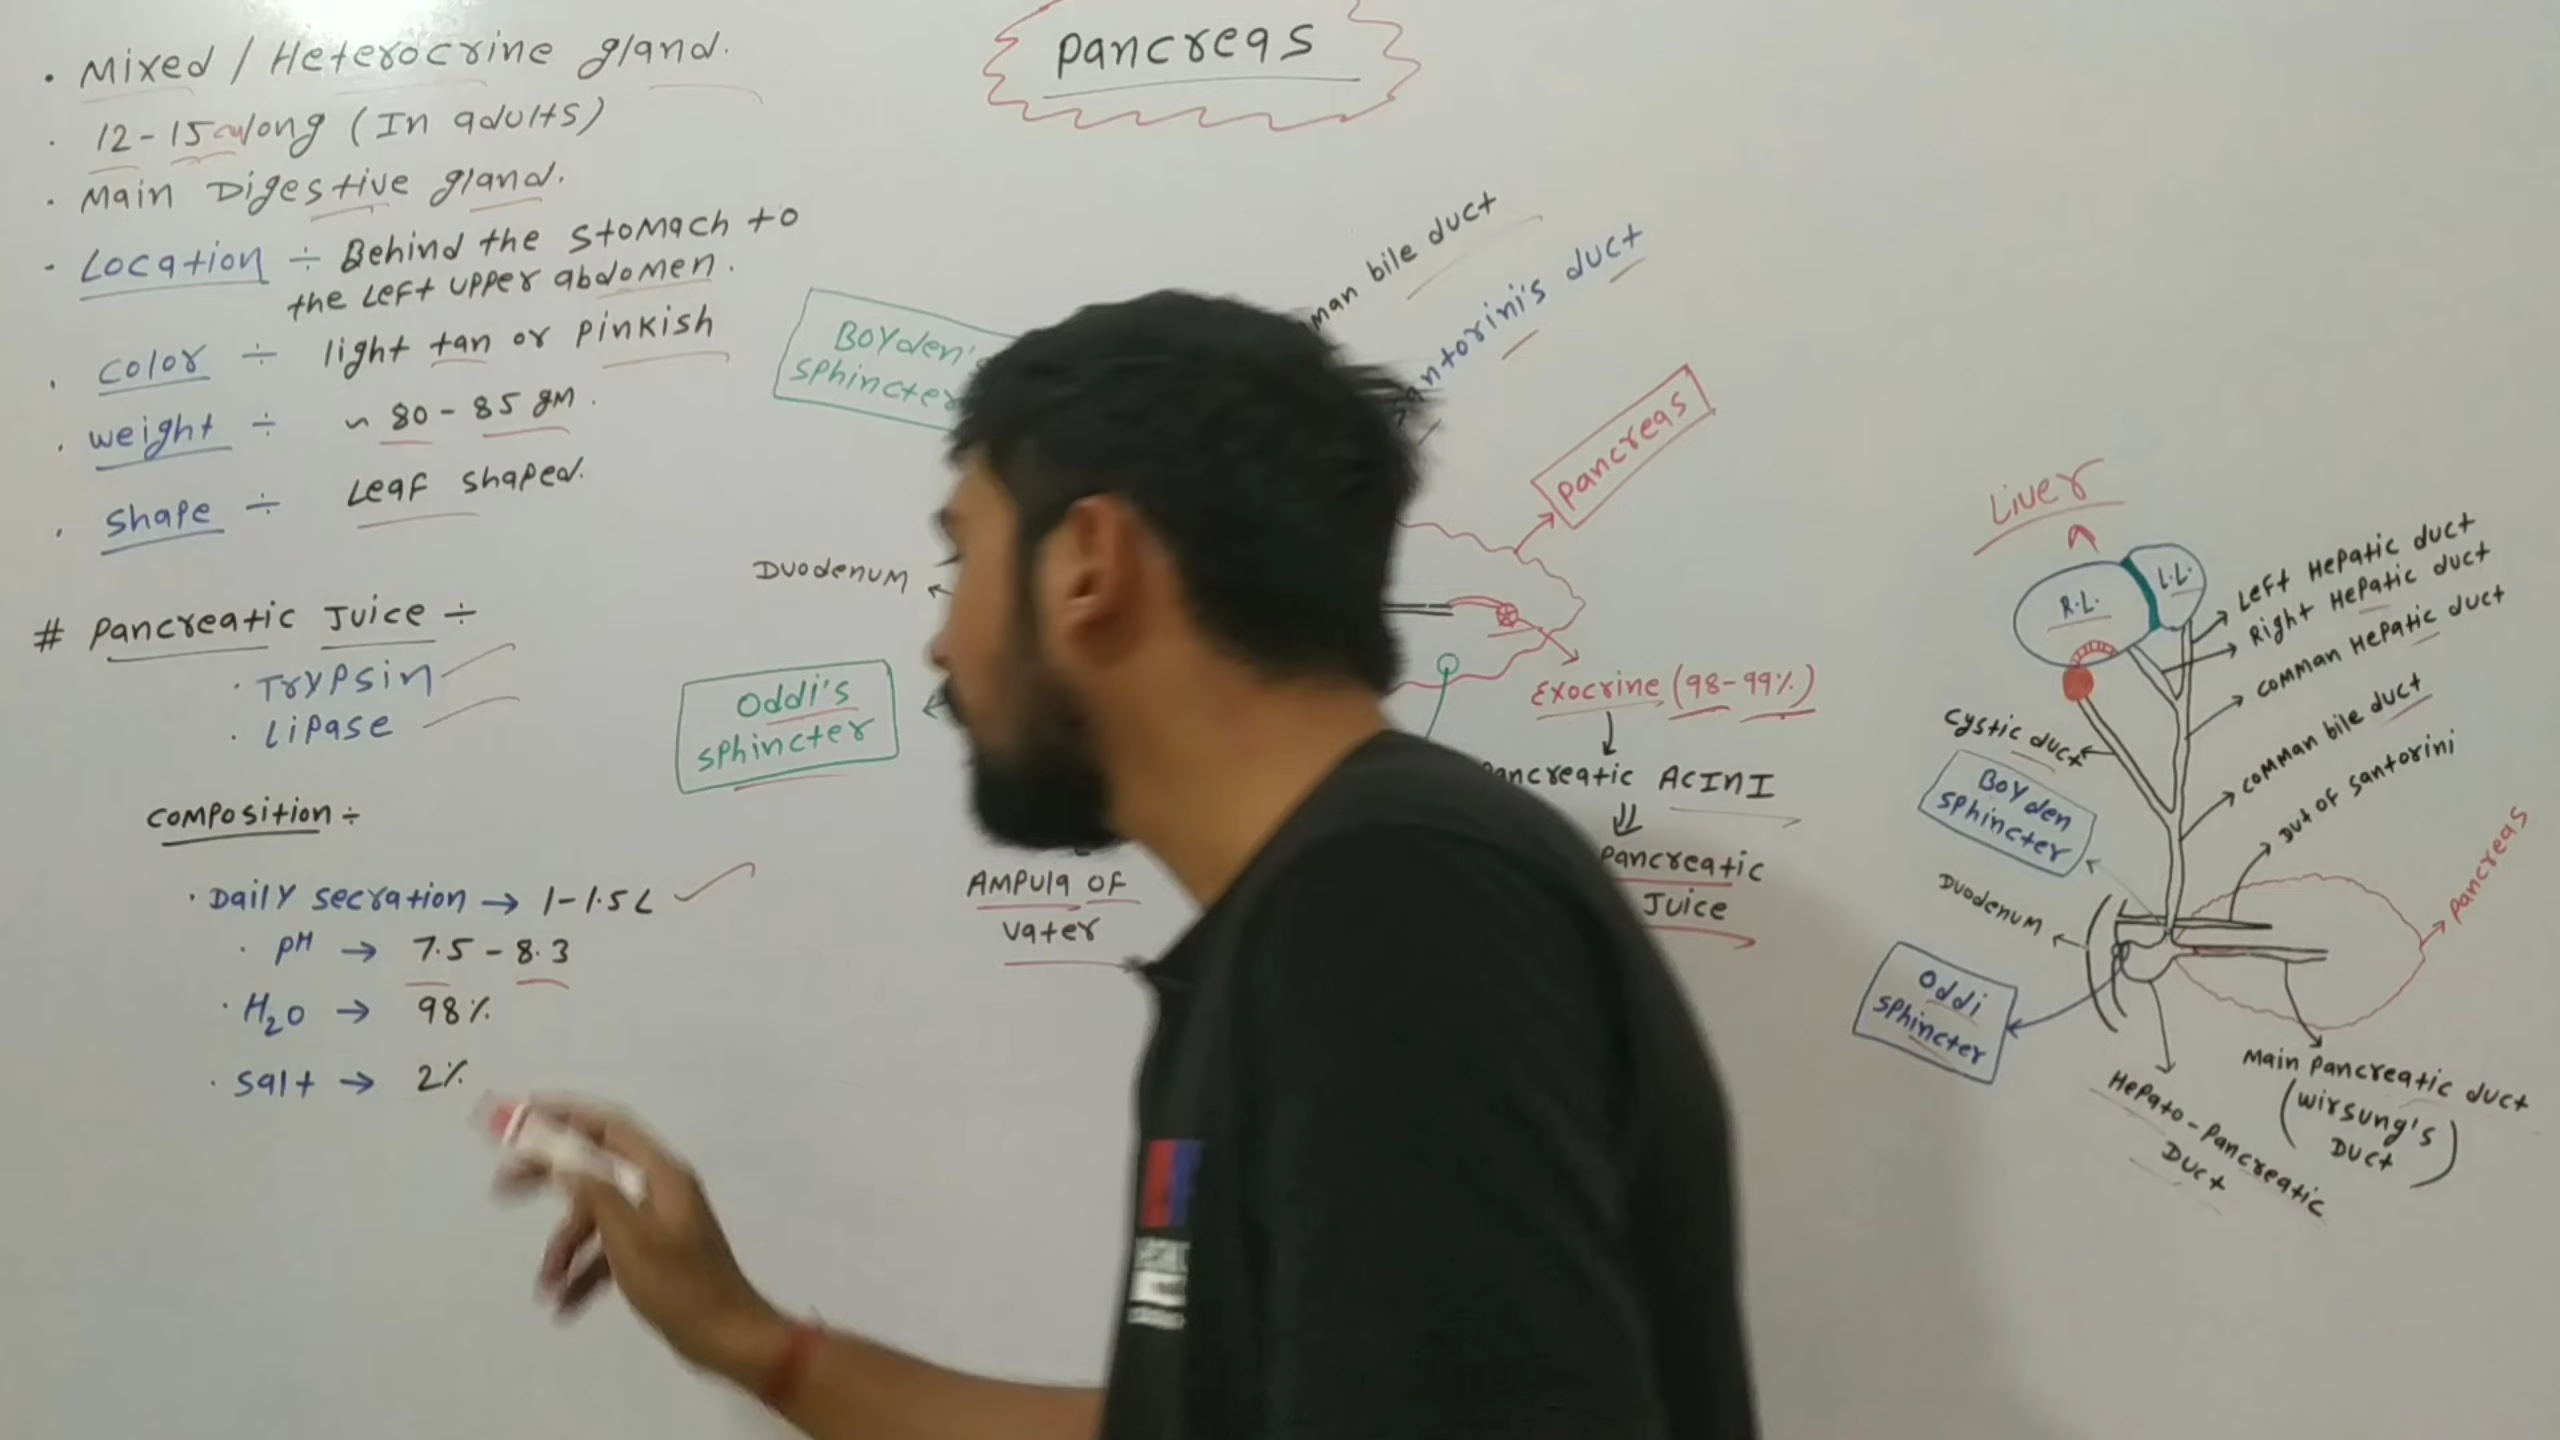 Pancreas
• Mixed / Heterocrine gland.
• 12-15cm long (In adults)
• Main Digestive gland.
- Location ÷ Behind the stomach to
the Left upper abdomen.
• color ÷ light tan or pinkish
• weight ÷ ~ 80-85 gm.
• shape ÷ Leaf shaped.
# Pancreatic Juice ÷
• Trypsin
• Lipase
composition ÷
• Daily secration → 1-1.5 L
• pH → 7.5 - 8.3
• H2O → 98%
• salt → 2%
Boyden's
sphincter
man bile duct
antorini's duct
Pancreas
Duodenum
Oddi's
sphincter
Ampula of
Vater
Exocrine (98-99%)
ancreatic Acini
Pancreatic
Juice
Liver
R.L.
L.L.
Left Hepatic duct
Right Hepatic duct
comman Hepatic duct
comman bile duct
Dut of santorini
cystic duct
Boyden
sphincter
Duodenum
Oddi
sphincter
Pancreas
Main pancreatic duct
(wirsung's
Duct)
Hepato-pancreatic
Duct